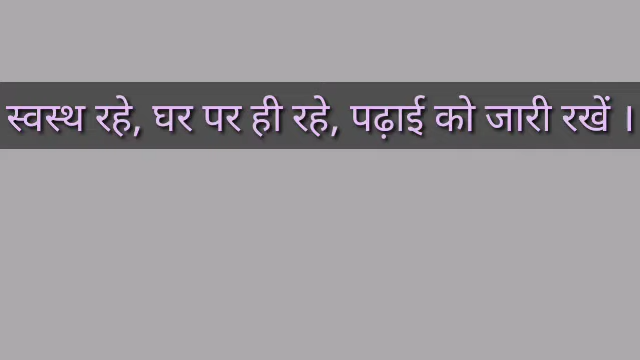 स्वस्थ रहे, घर पर ही रहे, पढ़ाई को जारी रखें ।